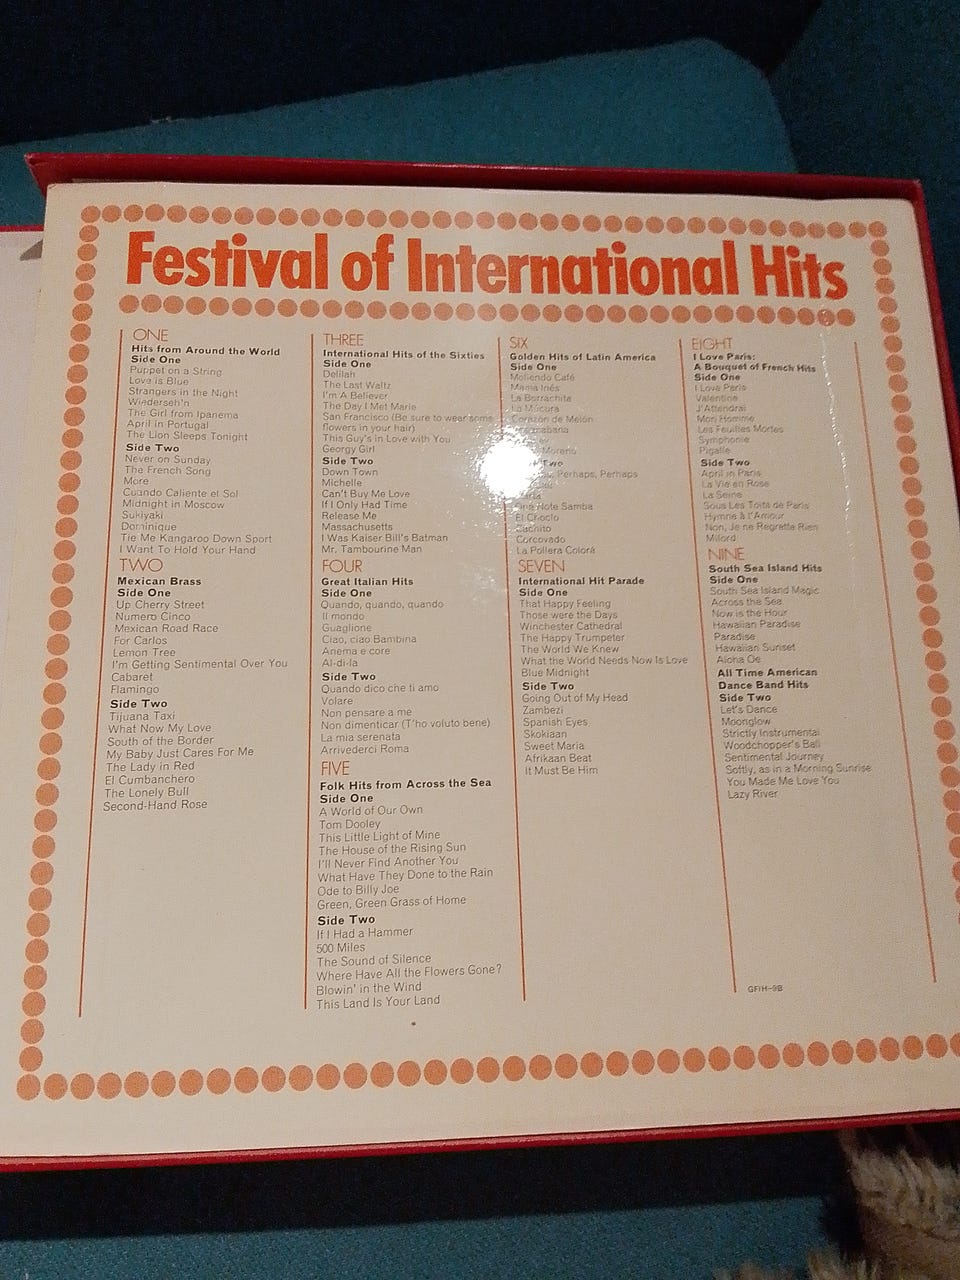 Festival of International Hits
ONE
Hits from Around the World
Side One
Puppet on a String
Love is Blue
Strangers in the Night
Wiederseh'n
The Girl from Ipanema
April in Portugal
The Lion Sleeps Tonight
Side Two
Never on Sunday
The French Song
More
Cuando Caliente el Sol
Midnight in Moscow
Sukiyaki
Dominique
Tie Me Kangaroo Down Sport
I Want To Hold Your Hand
TWO
Mexican Brass
Side One
Up Cherry Street
Numero Cinco
Mexican Road Race
For Carlos
Lemon Tree
I'm Getting Sentimental Over You
Cabaret
Flamingo
Side Two
Tijuana Taxi
What Now My Love
South of the Border
My Baby Just Cares For Me
The Lady in Red
El Cumbanchero
The Lonely Bull
Second-Hand Rose
THREE
International Hits of the Sixties
Side One
Delilah
The Last Waltz
I'm A Believer
The Day I Met Marie
San Francisco (Be sure to wear some
flowers in your hair)
This Guy's in Love with You
Georgy Girl
Side Two
Down Town
Michelle
Can't Buy Me Love
If I Only Had Time
Release Me
Massachusetts
I Was Kaiser Bill's Batman
Mr. Tambourine Man
FOUR
Great Italian Hits
Side One
Quando, quando, quando
Il mondo
Guaglione
Ciao, ciao Bambina
Anema e core
Al-di-la
Side Two
Quando dico che ti amo
Volare
Non pensare a me
Non dimenticar (T'ho voluto bene)
La mia serenata
Arrivederci Roma
FIVE
Folk Hits from Across the Sea
Side One
A World of Our Own
Tom Dooley
This Little Light of Mine
The House of the Rising Sun
I'll Never Find Another You
What Have They Done to the Rain
Ode to Billy Joe
Green, Green Grass of Home
Side Two
If I Had a Hammer
500 Miles
The Sound of Silence
Where Have All the Flowers Gone?
Blowin' in the Wind
This Land Is Your Land
SIX
Golden Hits of Latin America
Side One
Moliendo Café
Mama Inés
La Borrachita
La Múcura
Corazón de Melón
Moreno
Two
Perhaps, Perhaps
Note Samba
El Choclo
Cachito
Corcovado
La Pollera Colorá
SEVEN
International Hit Parade
Side One
That Happy Feeling
Those were the Days
Winchester Cathedral
The Happy Trumpeter
The World We Knew
What the World Needs Now Is Love
Blue Midnight
Side Two
Going Out of My Head
Zambezi
Spanish Eyes
Skokiaan
Sweet Maria
Afrikaan Beat
It Must Be Him
EIGHT
I Love Paris:
A Bouquet of French Hits
Side One
I Love Paris
Valentine
J'Attendrai
Mon Homme
Les Feuilles Mortes
Symphonie
Pigalle
Side Two
April in Paris
La Vie en Rose
La Seine
Sous Les Toits de Paris
Hymne à l'Amour
Non, Je ne Regrette Rien
Milord
NINE
South Sea Island Hits
Side One
South Sea Island Magic
Across the Sea
Now is the Hour
Hawaiian Paradise
Paradise
Hawaiian Sunset
Aloha Oe
All Time American
Dance Band Hits
Side Two
Let's Dance
Moonglow
Strictly Instrumental
Woodchopper's Ball
Sentimental Journey
Softly, as in a Morning Sunrise
You Made Me Love You
Lazy River
GFIH-9B